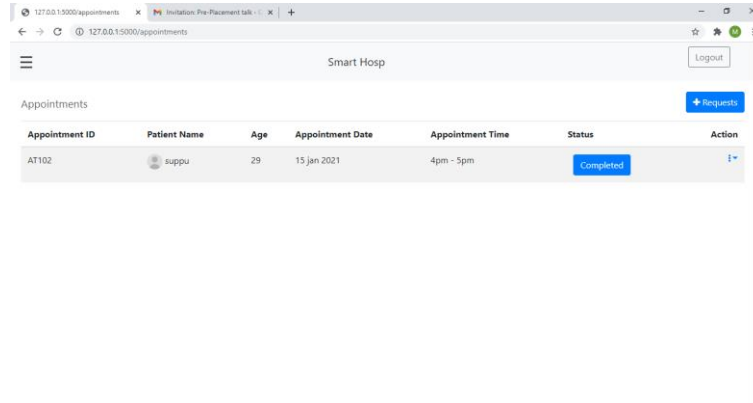 127.0.0.1:5000/appointments
Invitation: Pre-Placement talk -
127.0.0.1:5000/appointments
M
Smart Hosp
Logout
Appointments
+ Requests
Appointment ID Patient Name Age Appointment Date Appointment Time Status Action
AT102 suppu 29 15 jan 2021 4pm - 5pm Completed